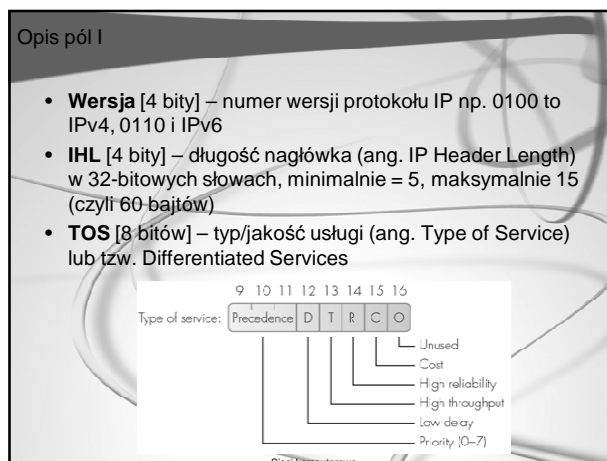 Opis pól I
• Wersja [4 bity] – numer wersji protokołu IP np. 0100 to
IPv4, 0110 i IPv6
• IHL [4 bity] – długość nagłówka (ang. IP Header Length)
w 32-bitowych słowach, minimalnie = 5, maksymalnie 15
(czyli 60 bajtów)
• TOS [8 bitów] – typ/jakość usługi (ang. Type of Service)
lub tzw. Differentiated Services
9 10 11 12 13 14 15 16
Type of service: Precedence D T R C O
Unused
Cost
High reliability
High throughput
Low delay
Priority (0–7)